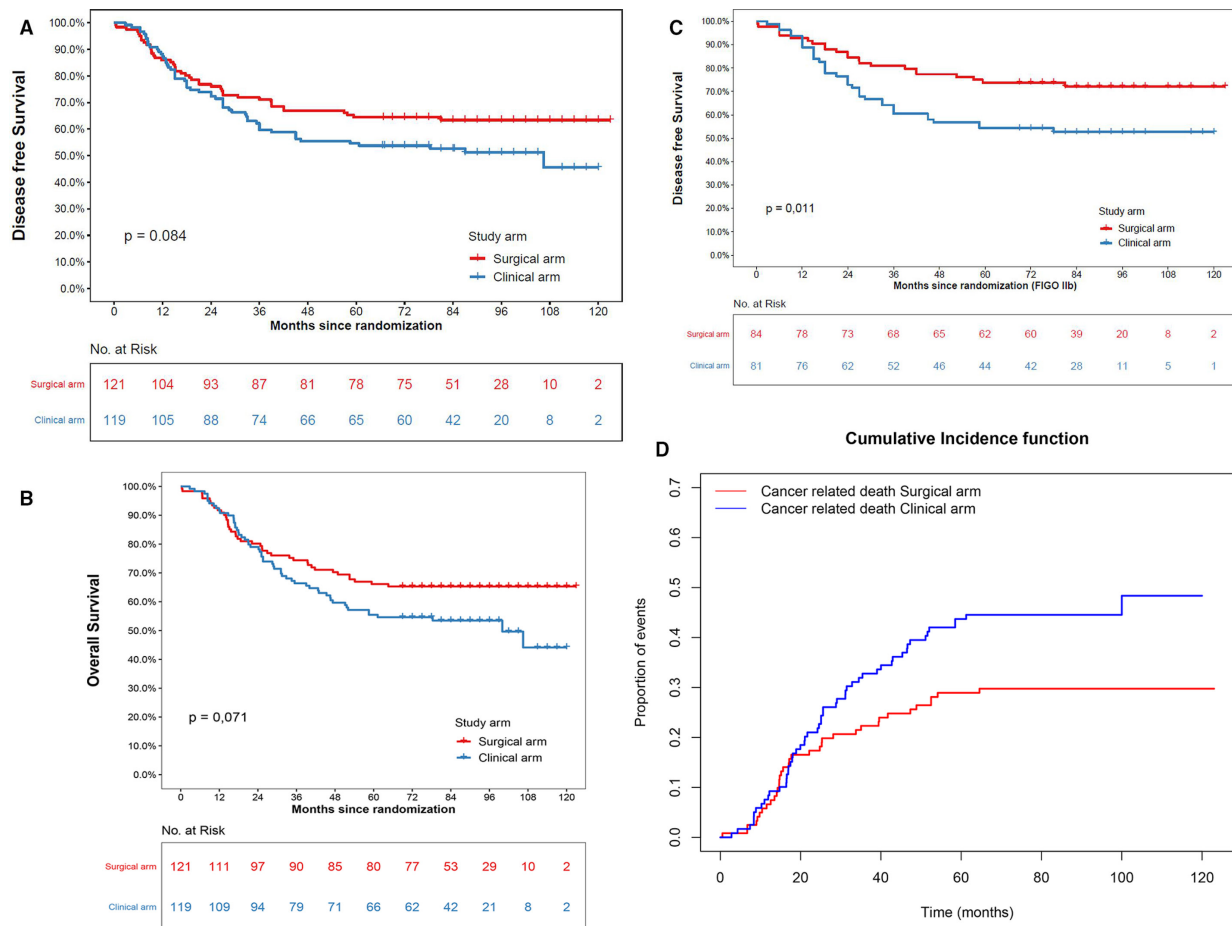 A
100.0%
90.0%
80.0%
70.0%
60.0%
50.0%
40.0%
30.0%
20.0%
10.0%
0.0%
Disease free Survival
p = 0.084
Study arm
Surgical arm
Clinical arm
0 12 24 36 48 60 72 84 96 108 120
Months since randomization
No. at Risk
Surgical arm 121 104 93 87 81 78 75 51 28 10 2
Clinical arm 119 105 88 74 66 65 60 42 20 8 2
B
100.0%
90.0%
80.0%
70.0%
60.0%
50.0%
40.0%
30.0%
20.0%
10.0%
0.0%
Overall Survival
p = 0,071
Study arm
Surgical arm
Clinical arm
0 12 24 36 48 60 72 84 96 108 120
Months since randomization
No. at Risk
Surgical arm 121 111 97 90 85 80 77 53 29 10 2
Clinical arm 119 109 94 79 71 66 62 42 21 8 2
C
100.0%
90.0%
80.0%
70.0%
60.0%
50.0%
40.0%
30.0%
20.0%
10.0%
0.0%
Disease free Survival
p = 0,011
Study arm
Surgical arm
Clinical arm
0 12 24 36 48 60 72 84 96 108 120
Months since randomization (FIGO IIb)
No. at Risk
Surgical arm 84 78 73 68 65 62 60 39 20 8 2
Clinical arm 81 76 62 52 46 44 42 28 11 5 1
D
Cumulative Incidence function
Cancer related death Surgical arm
Cancer related death Clinical arm
0.7
0.6
0.5
0.4
0.3
0.2
0.1
0.0
Proportion of events
0 20 40 60 80 100 120
Time (months)